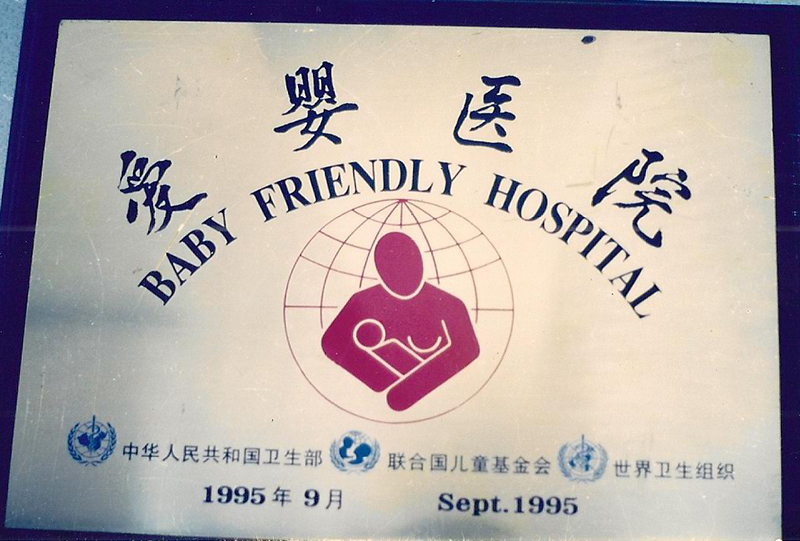 爱婴医院
BABY FRIENDLY HOSPITAL
中华人民共和国卫生部 联合国儿童基金会 世界卫生组织
1995年9月 Sept.1995